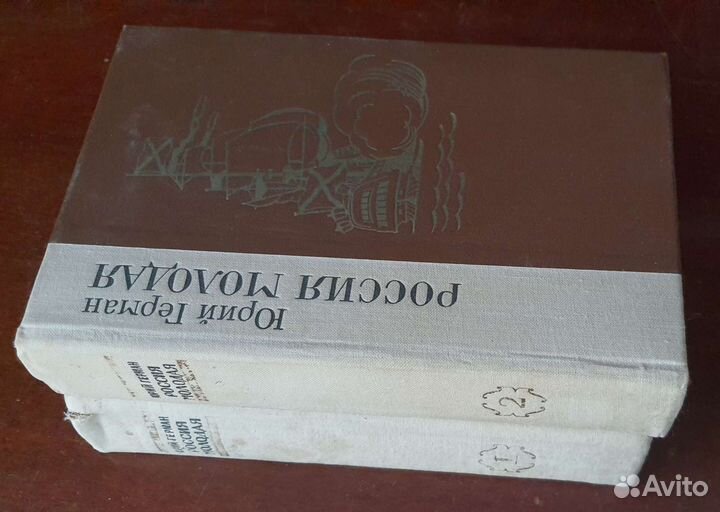 Юрий Герман
РОССИЯ МОЛОДАЯ
ЮРИЙ ГЕРМАН
РОССИЯ
МОЛОДАЯ
2
ЮРИЙ ГЕРМАН
РОССИЯ
МОЛОДАЯ
1
Avito